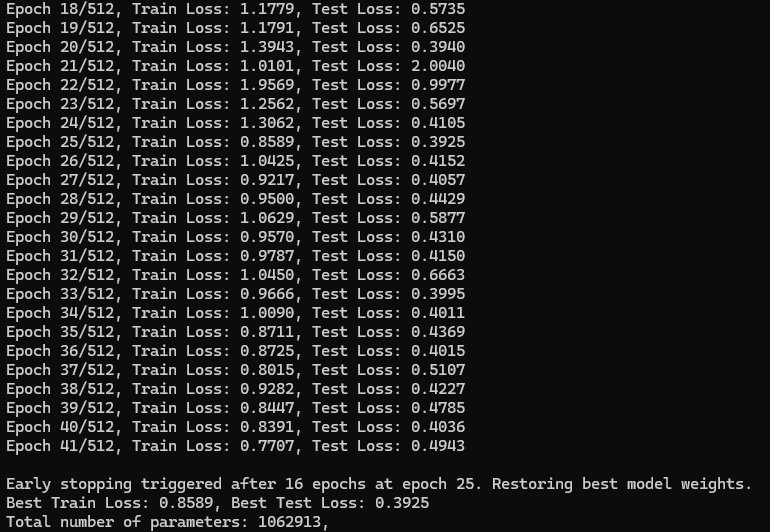 Epoch 18/512, Train Loss: 1.1779, Test Loss: 0.5735
Epoch 19/512, Train Loss: 1.1791, Test Loss: 0.6525
Epoch 20/512, Train Loss: 1.3943, Test Loss: 0.3940
Epoch 21/512, Train Loss: 1.0101, Test Loss: 2.0040
Epoch 22/512, Train Loss: 1.9569, Test Loss: 0.9977
Epoch 23/512, Train Loss: 1.2562, Test Loss: 0.5697
Epoch 24/512, Train Loss: 1.3062, Test Loss: 0.4105
Epoch 25/512, Train Loss: 0.8589, Test Loss: 0.3925
Epoch 26/512, Train Loss: 1.0425, Test Loss: 0.4152
Epoch 27/512, Train Loss: 0.9217, Test Loss: 0.4057
Epoch 28/512, Train Loss: 0.9500, Test Loss: 0.4429
Epoch 29/512, Train Loss: 1.0629, Test Loss: 0.5877
Epoch 30/512, Train Loss: 0.9570, Test Loss: 0.4310
Epoch 31/512, Train Loss: 0.9787, Test Loss: 0.4150
Epoch 32/512, Train Loss: 1.0450, Test Loss: 0.6663
Epoch 33/512, Train Loss: 0.9666, Test Loss: 0.3995
Epoch 34/512, Train Loss: 1.0090, Test Loss: 0.4011
Epoch 35/512, Train Loss: 0.8711, Test Loss: 0.4369
Epoch 36/512, Train Loss: 0.8725, Test Loss: 0.4015
Epoch 37/512, Train Loss: 0.8015, Test Loss: 0.5107
Epoch 38/512, Train Loss: 0.9282, Test Loss: 0.4227
Epoch 39/512, Train Loss: 0.8447, Test Loss: 0.4785
Epoch 40/512, Train Loss: 0.8391, Test Loss: 0.4036
Epoch 41/512, Train Loss: 0.7707, Test Loss: 0.4943
Early stopping triggered after 16 epochs at epoch 25. Restoring best model weights.
Best Train Loss: 0.8589, Best Test Loss: 0.3925
Total number of parameters: 1062913,